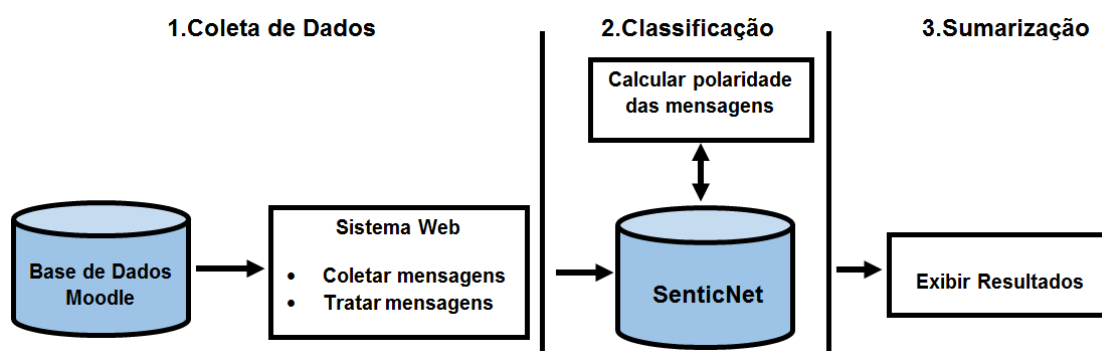 1.Coleta de Dados
2.Classificação
3.Sumarização
Calcular polaridade
das mensagens
Base de Dados
Moodle
Sistema Web
• Coletar mensagens
• Tratar mensagens
SenticNet
Exibir Resultados